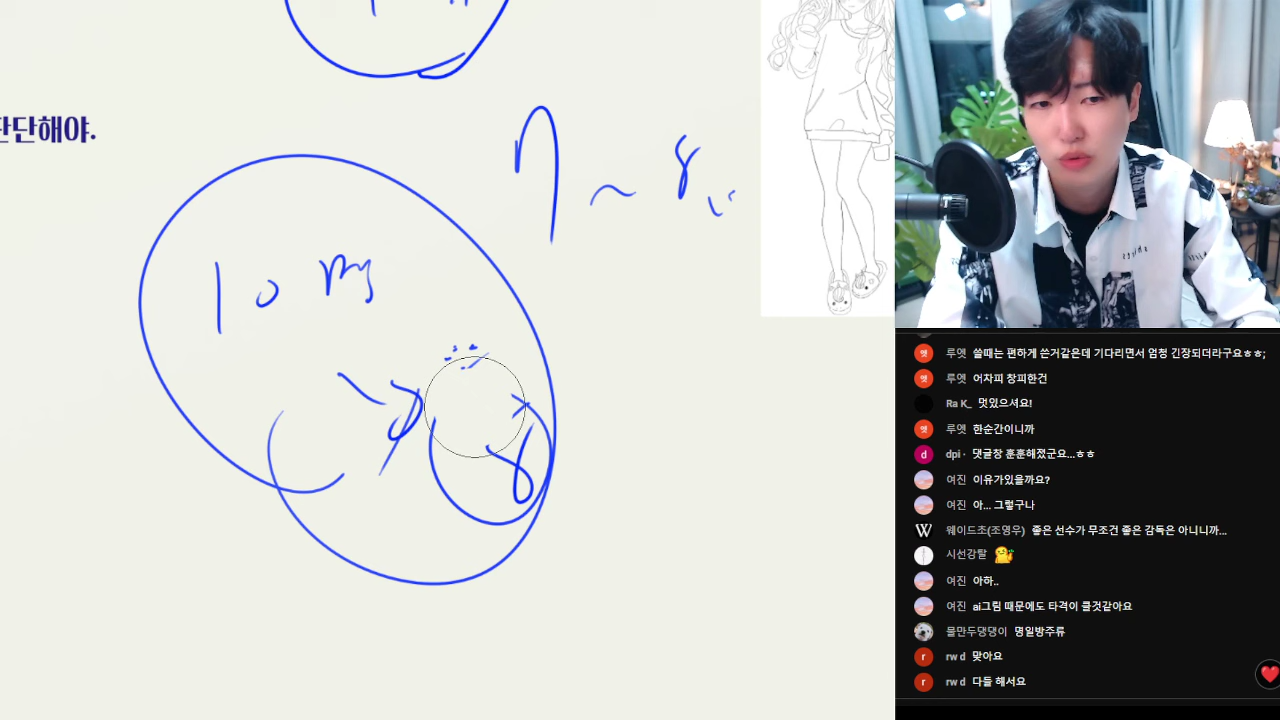 판단해야.
10 명
8
엣 루엣 쓸때는 편하게 쓴거같은데 기다리면서 엄청 긴장되더라구요ㅎㅎ;
엣 루엣 어차피 창피한건
Ra K_ 멋있으셔요!
엣 루엣 한순간이니까
d dpi · 댓글창 훈훈해졌군요...ㅎㅎ
여진 이유가있을까요?
여진 아... 그렇구나
W 웨이드초(조영우) 좋은 선수가 무조건 좋은 감독은 아니니까...
시선강탈
여진 아하..
여진 ai그림 때문에도 타격이 클것같아요
물만두댕댕이 명일방주류
r rw d 맞아요
r rw d 다들 해서요